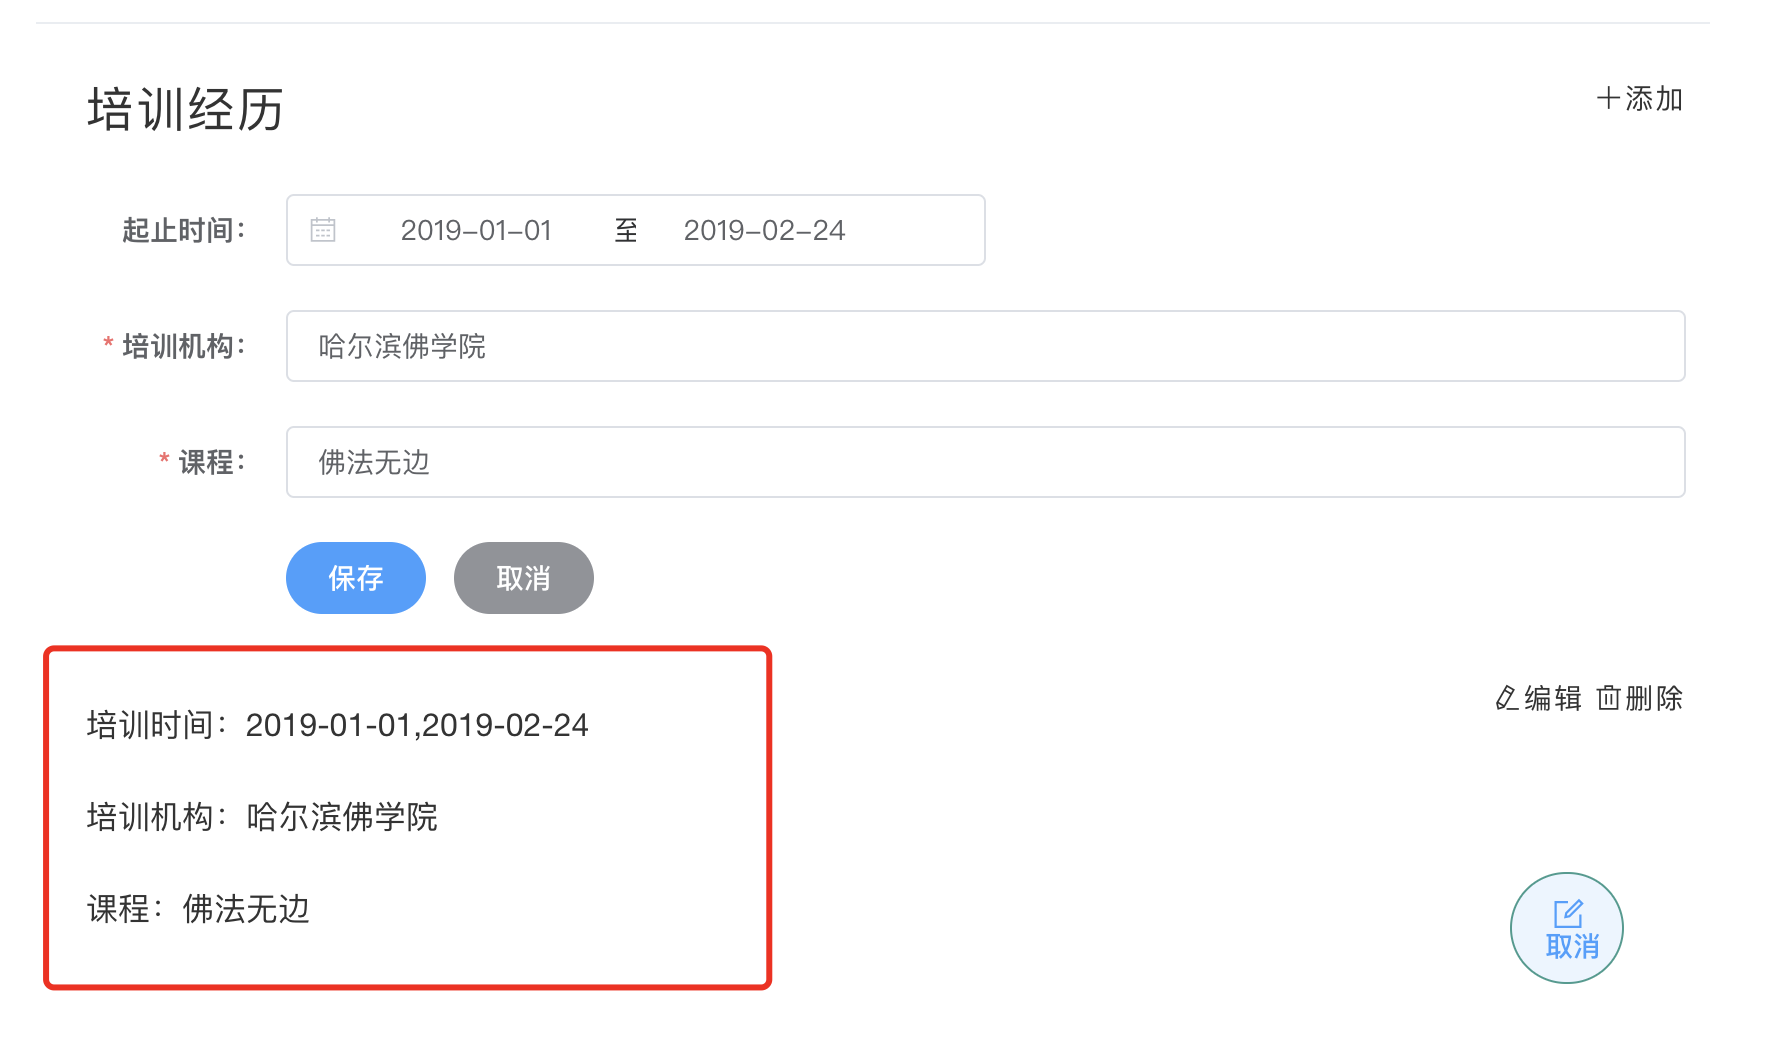 培训经历
+添加
起止时间： 2019-01-01 至 2019-02-24
* 培训机构： 哈尔滨佛学院
* 课程： 佛法无边
保存 取消
编辑 删除
培训时间：2019-01-01,2019-02-24
培训机构：哈尔滨佛学院
课程：佛法无边
取消